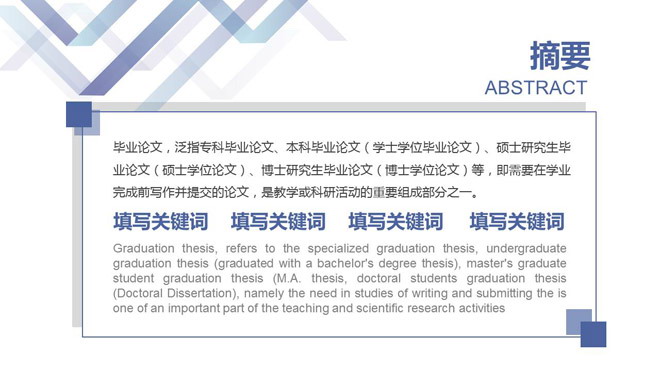 摘要
ABSTRACT
毕业论文，泛指专科毕业论文、本科毕业论文（学士学位毕业论文）、硕士研究生毕
业论文（硕士学位论文）、博士研究生毕业论文（博士学位论文）等，即需要在学业
完成前写作并提交的论文，是教学或科研活动的重要组成部分之一。
填写关键词 填写关键词 填写关键词 填写关键词
Graduation thesis, refers to the specialized graduation thesis, undergraduate
graduation thesis (graduated with a bachelor's degree thesis), master's graduate
student graduation thesis (M.A. thesis, doctoral students graduation thesis
(Doctoral Dissertation), namely the need in studies of writing and submitting the is
one of an important part of the teaching and scientific research activities